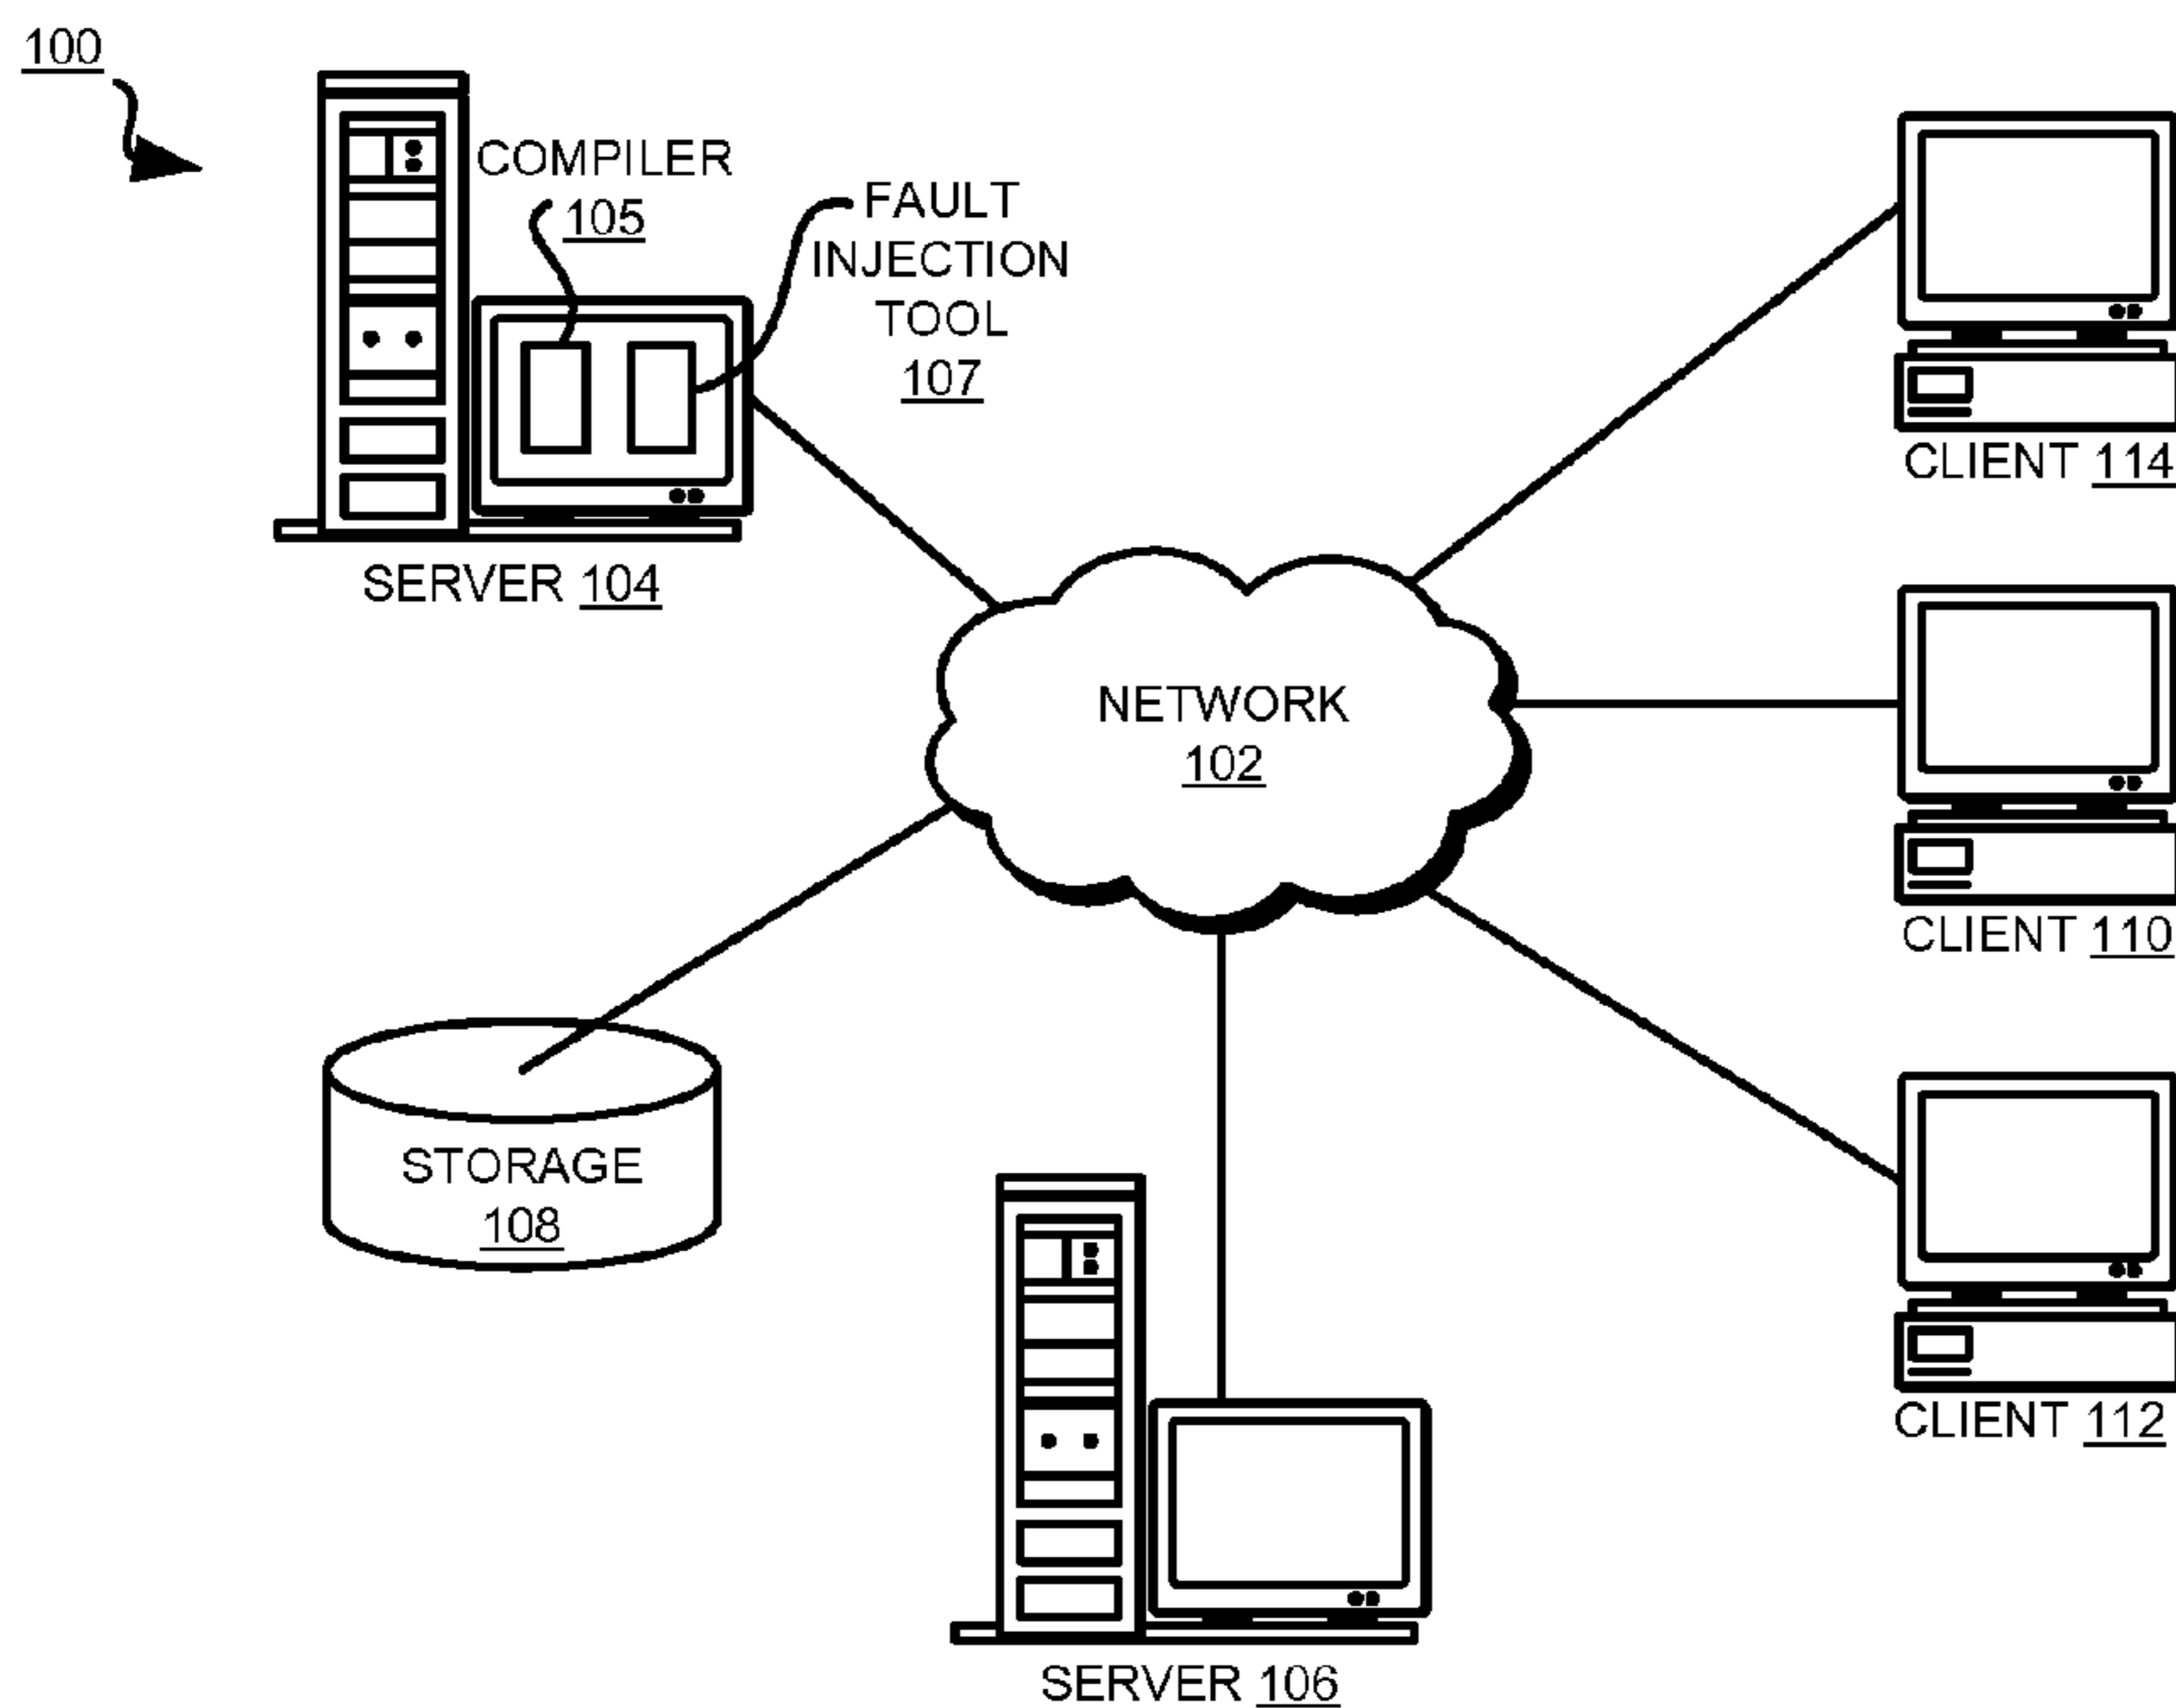 100
COMPILER
105
FAULT
INJECTION
TOOL
107
SERVER 104
CLIENT 114
NETWORK
102
CLIENT 110
STORAGE
108
CLIENT 112
SERVER 106